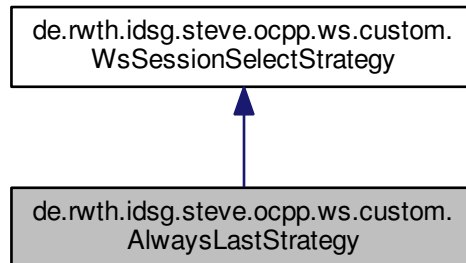 de.rwth.idsg.steve.ocpp.ws.custom.
WsSessionSelectStrategy
de.rwth.idsg.steve.ocpp.ws.custom.
AlwaysLastStrategy